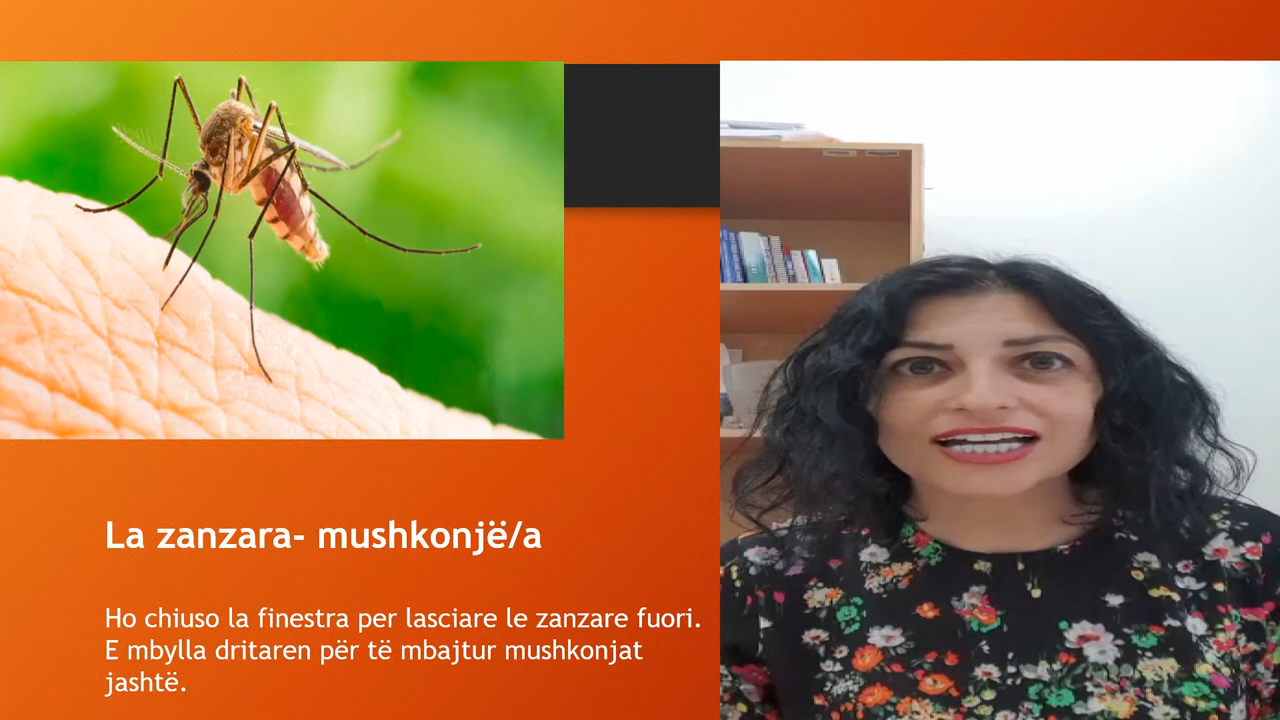 La zanzara- mushkonjë/a
Ho chiuso la finestra per lasciare le zanzare fuori.
E mbylla dritaren për të mbajtur mushkonjat
jashtë.